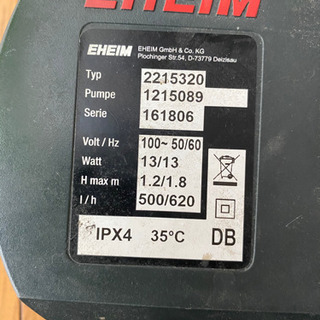 EHEIM
EHEIM EHEIM GmbH & Co. KG
Plochinger Str.54, D-73779 Deizisau
Typ 2215320
Pumpe 1215089
Serie 161806
Volt / Hz 100~ 50/60
Watt 13/13
H max m 1.2/1.8
l / h 500/620
IPX4 35°C DB